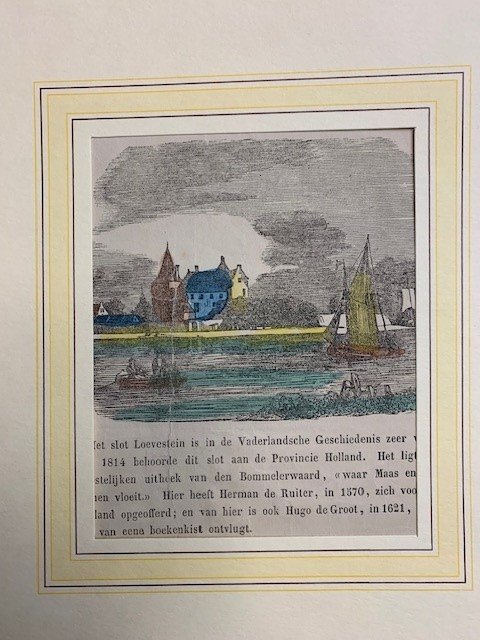 Het slot Loevestein is in de Vaderlandsche Geschiedenis zeer
1814 behoorde dit slot aan de Provincie Holland. Het ligt
stelijken uithoek van den Bommelerwaard, «waar Maas en
en vloeit.» Hier heeft Herman de Ruiter, in 1570, zich voo
land opgeofferd; en van hier is ook Hugo de Groot, in 1621,
van eene boekenkist ontvlugt.